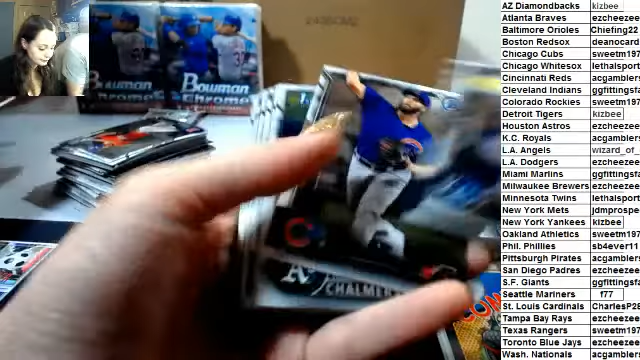 Bowman
Chrome
Bowman
Chrome
CHALMER
AZ Diamondbacks kizbee
Atlanta Braves ezcheezee
Baltimore Orioles Chiefing22
Boston Redsox deanocard
Chicago Cubs sweetm197
Chicago Whitesox lethalsport
Cincinnati Reds acgambler
Cleveland Indians ggfittingsfa
Colorado Rockies sweetm197
Detroit Tigers kizbee
Houston Astros ezcheezee
K.C. Royals acgambler
L.A. Angels wizard_of_
L.A. Dodgers ezcheezee
Miami Marlins ggfittingsfa
Milwaukee Brewers ezcheezee
Minnesota Twins lethalsport
New York Mets jdmprospe
New York Yankees kizbee
Oakland Athletics sweetm197
Phil. Phillies sb4ever11
Pittsburgh Pirates acgambler
San Diego Padres ezcheezee
S.F. Giants ggfittingsfa
Seattle Mariners f77
St. Louis Cardinals CharlesP28
Tampa Bay Rays ezcheezee
Texas Rangers sweetm197
Toronto Blue Jays ezcheezee
Wash. Nationals acgambler